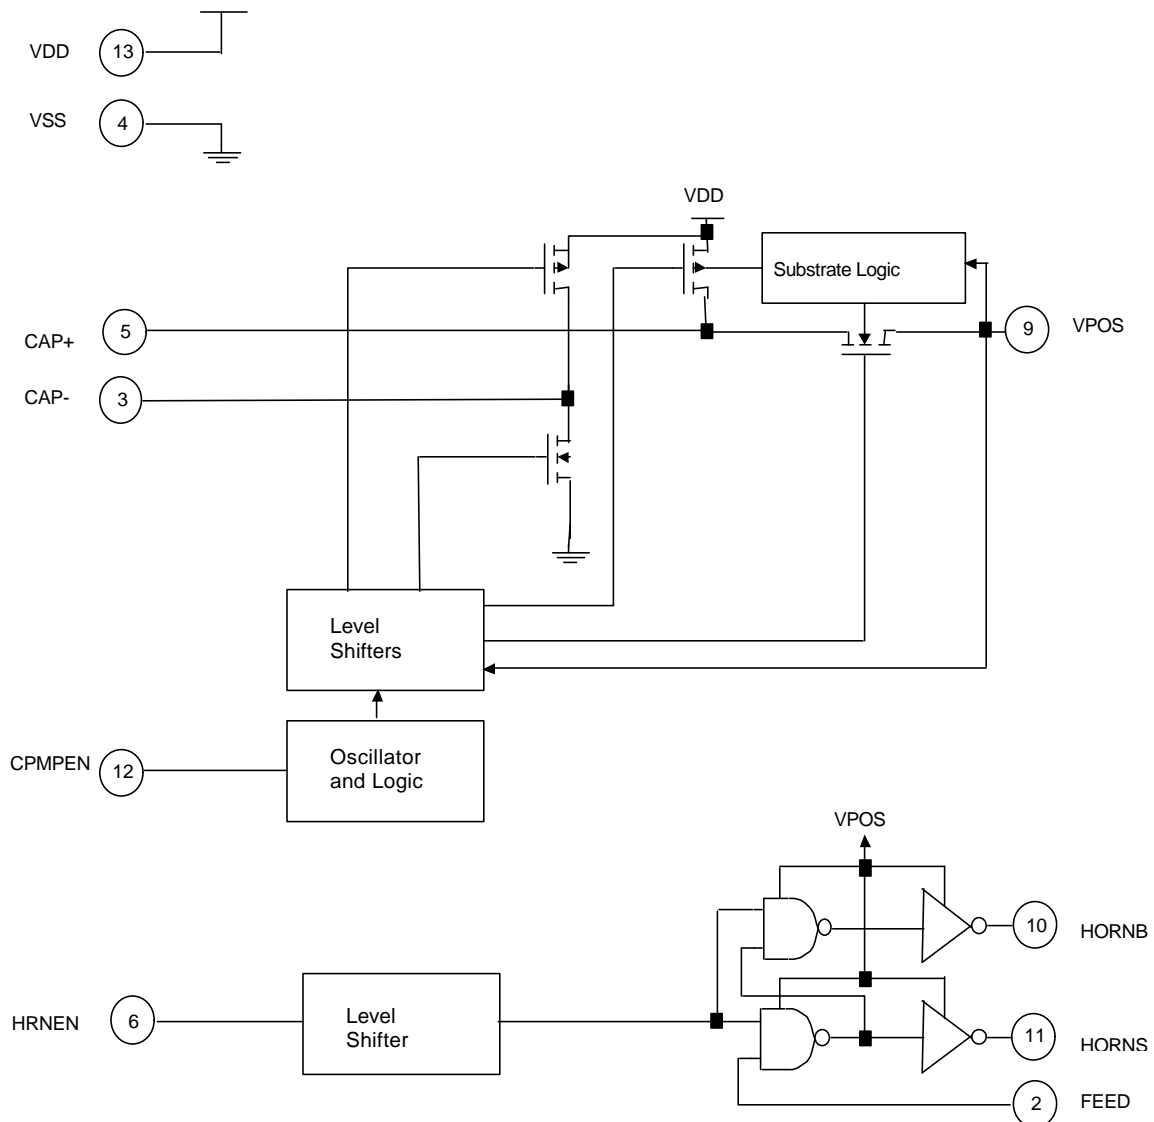 VDD 13
VSS 4
VDD
Substrate Logic
CAP+ 5
9 VPOS
CAP- 3
Level
Shifters
CPMPEN 12
Oscillator
and Logic
VPOS
10 HORNB
HRNEN 6
Level
Shifter
11 HORNS
2 FEED